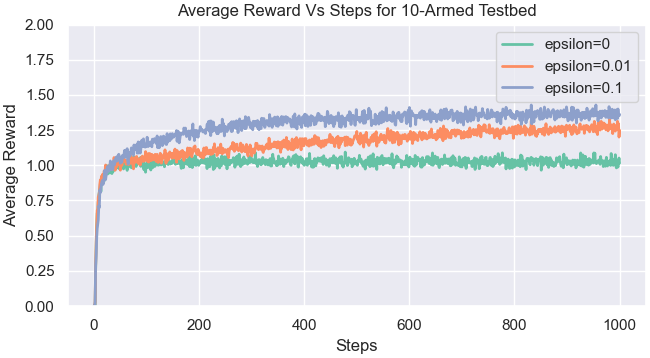 Average Reward Vs Steps for 10-Armed Testbed
2.00
1.75
1.50
1.25
1.00
0.75
0.50
0.25
0.00
Average Reward
epsilon=0
epsilon=0.01
epsilon=0.1
0 200 400 600 800 1000
Steps